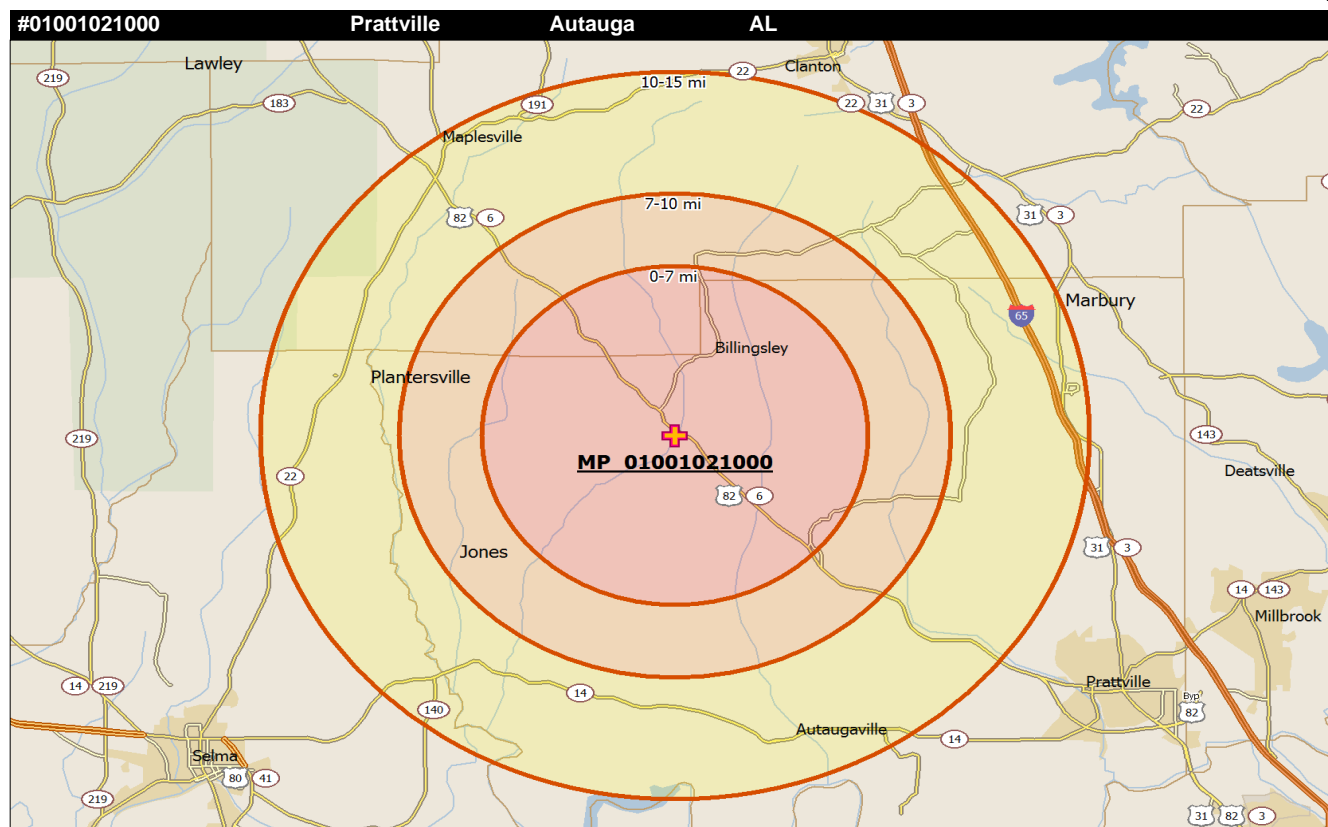 #01001021000 Prattville Autauga AL
Lawley
22
Clanton
219
10-15 mi
183
191
22 31 3
22
Maplesville
7-10 mi
82 6
31 3
0-7 mi
Marbury
65
Billingsley
Plantersville
219
MP_01001021000
143
Deatsville
22
82 6
Jones
31 3
14 143
Millbrook
14 219
14
Prattville
Byp
82
140
Autaugaville
14
Selma
80 41
219
31 82 3